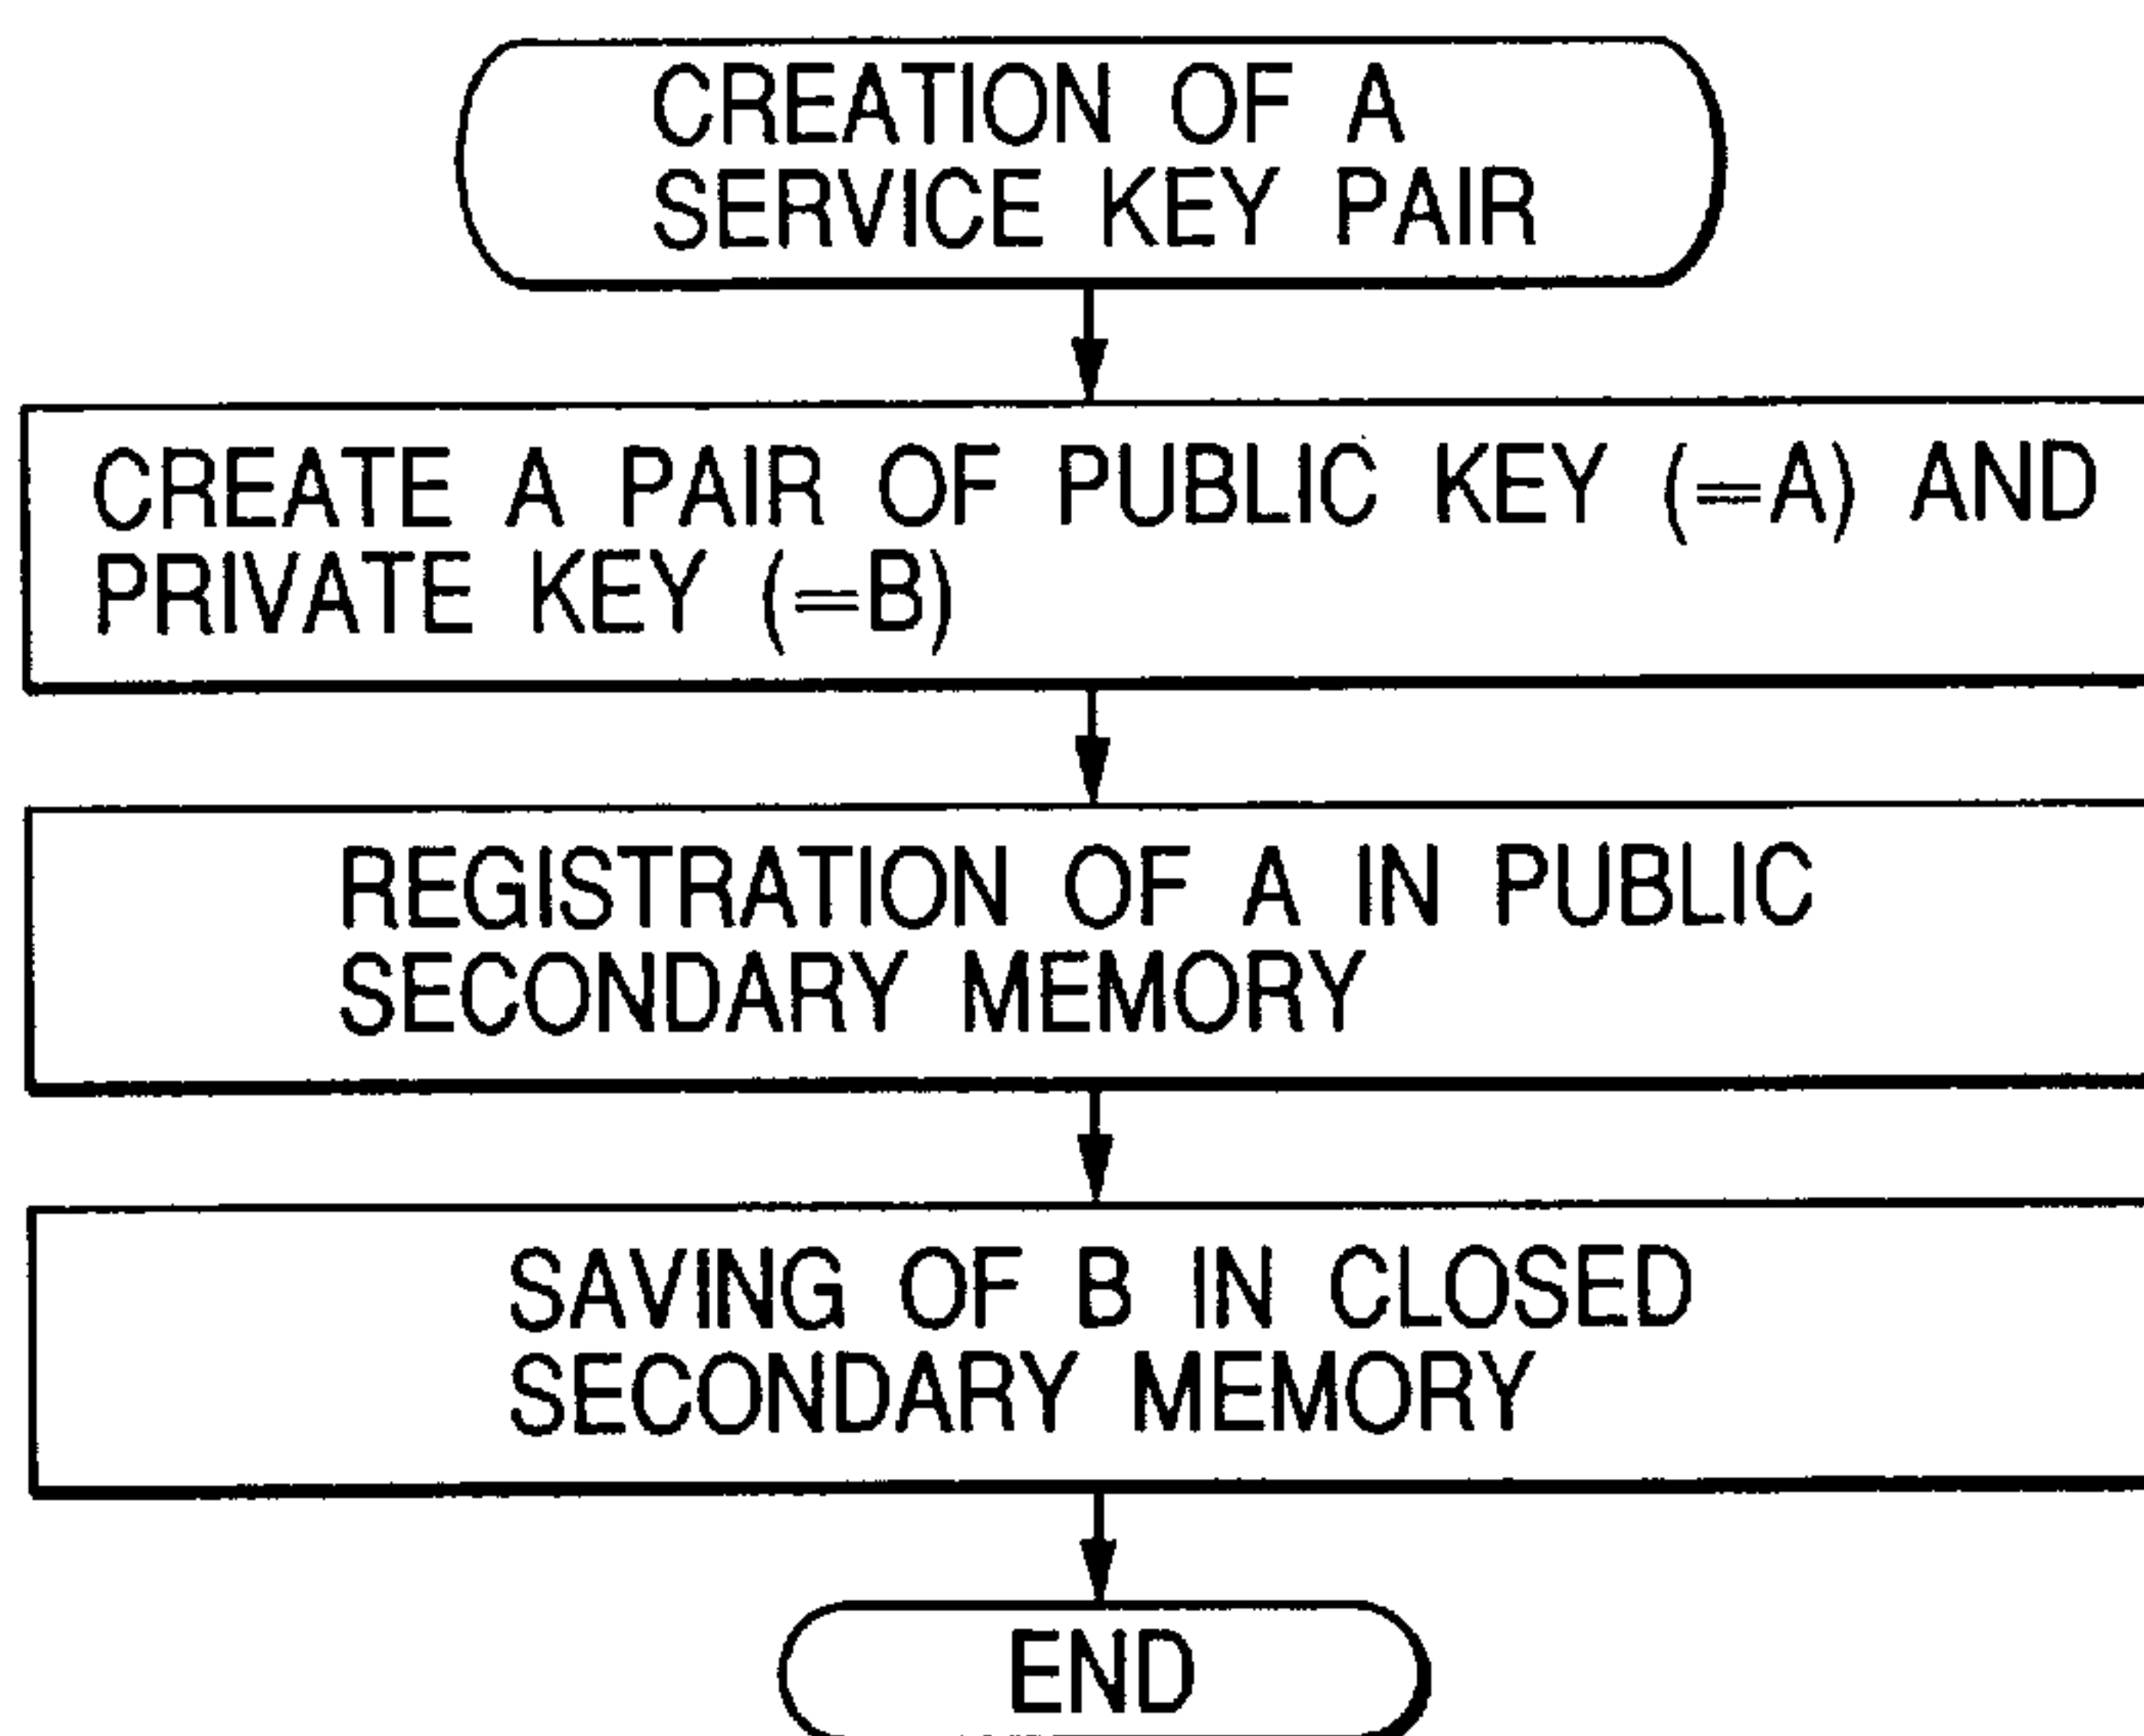 CREATION OF A
SERVICE KEY PAIR
CREATE A PAIR OF PUBLIC KEY (=A) AND
PRIVATE KEY (=B)
REGISTRATION OF A IN PUBLIC
SECONDARY MEMORY
SAVING OF B IN CLOSED
SECONDARY MEMORY
END